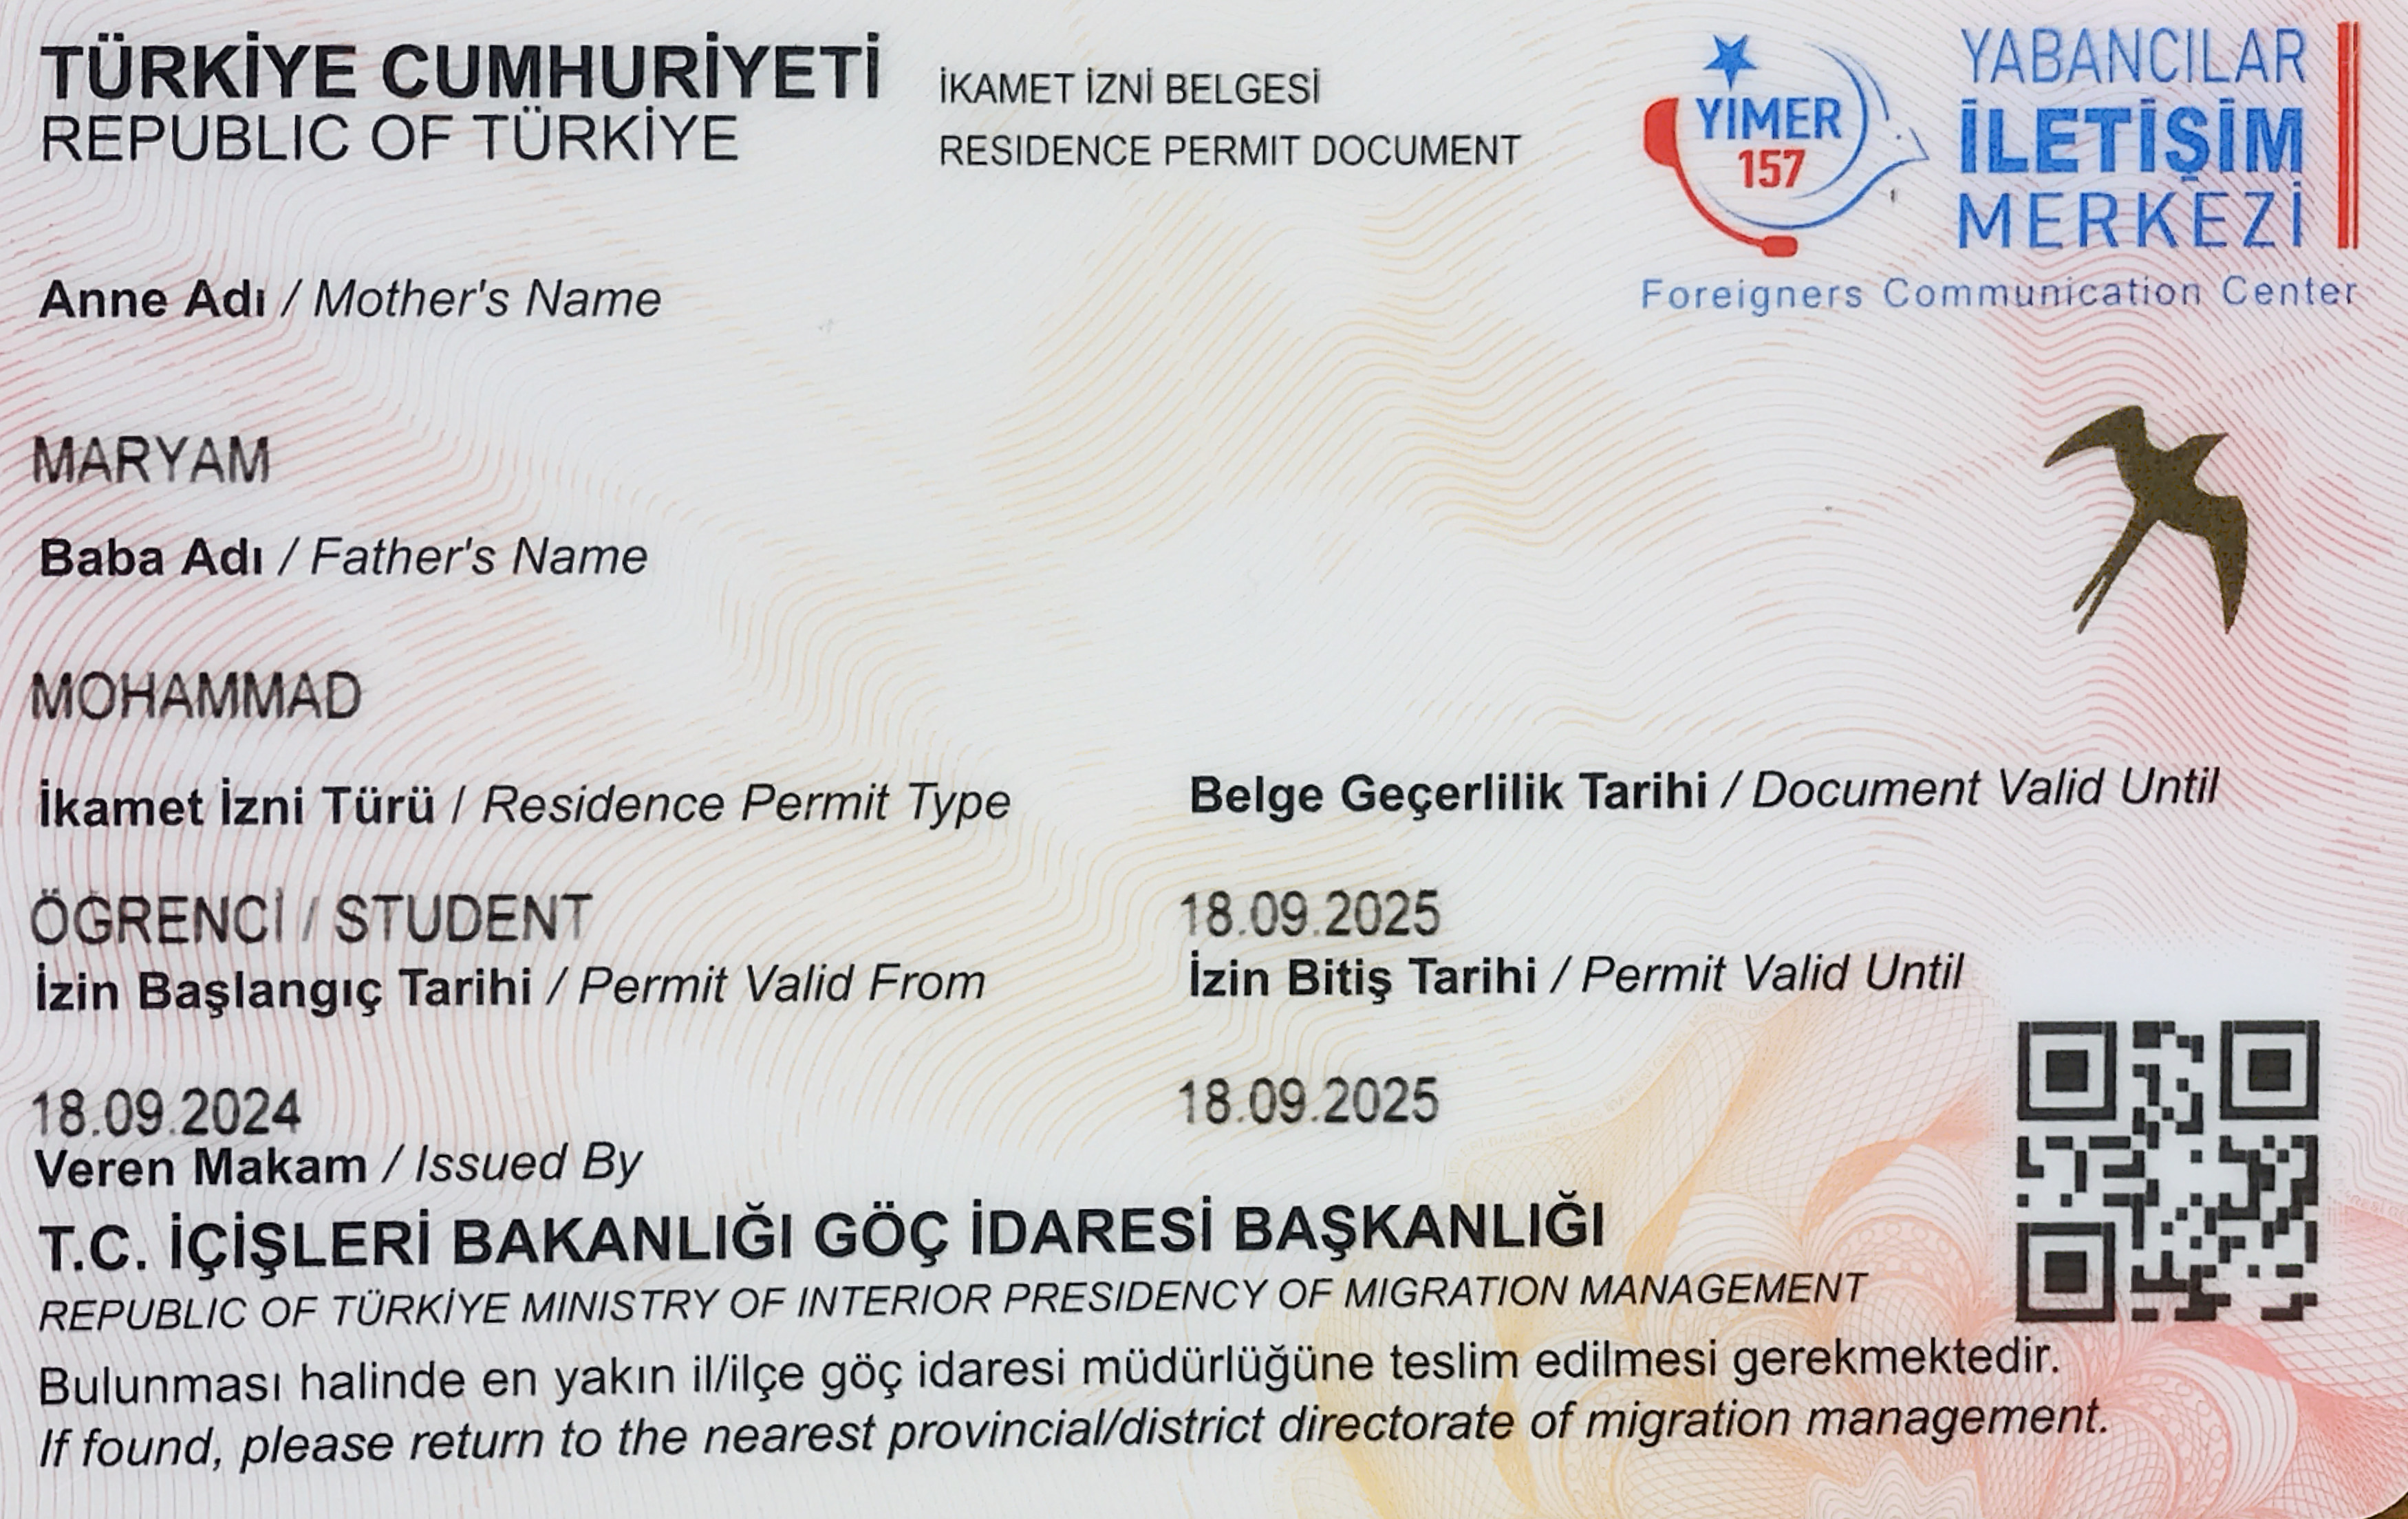 TÜRKİYE CUMHURİYETİ
REPUBLIC OF TÜRKİYE
İKAMET İZNİ BELGESİ
RESIDENCE PERMIT DOCUMENT
YİMER
157
YABANCILAR
İLETİŞİM
MERKEZİ
Foreigners Communication Center
Anne Adı / Mother's Name
MARYAM
Baba Adı / Father's Name
MOHAMMAD
İkamet İzni Türü / Residence Permit Type
ÖĞRENCİ / STUDENT
Belge Geçerlilik Tarihi / Document Valid Until
18.09.2025
İzin Başlangıç Tarihi / Permit Valid From
18.09.2024
İzin Bitiş Tarihi / Permit Valid Until
18.09.2025
Veren Makam / Issued By
T.C. İÇİŞLERİ BAKANLIĞI GÖÇ İDARESİ BAŞKANLIĞI
REPUBLIC OF TÜRKİYE MINISTRY OF INTERIOR PRESIDENCY OF MIGRATION MANAGEMENT
Bulunması halinde en yakın il/ilçe göç idaresi müdürlüğüne teslim edilmesi gerekmektedir.
If found, please return to the nearest provincial/district directorate of migration management.